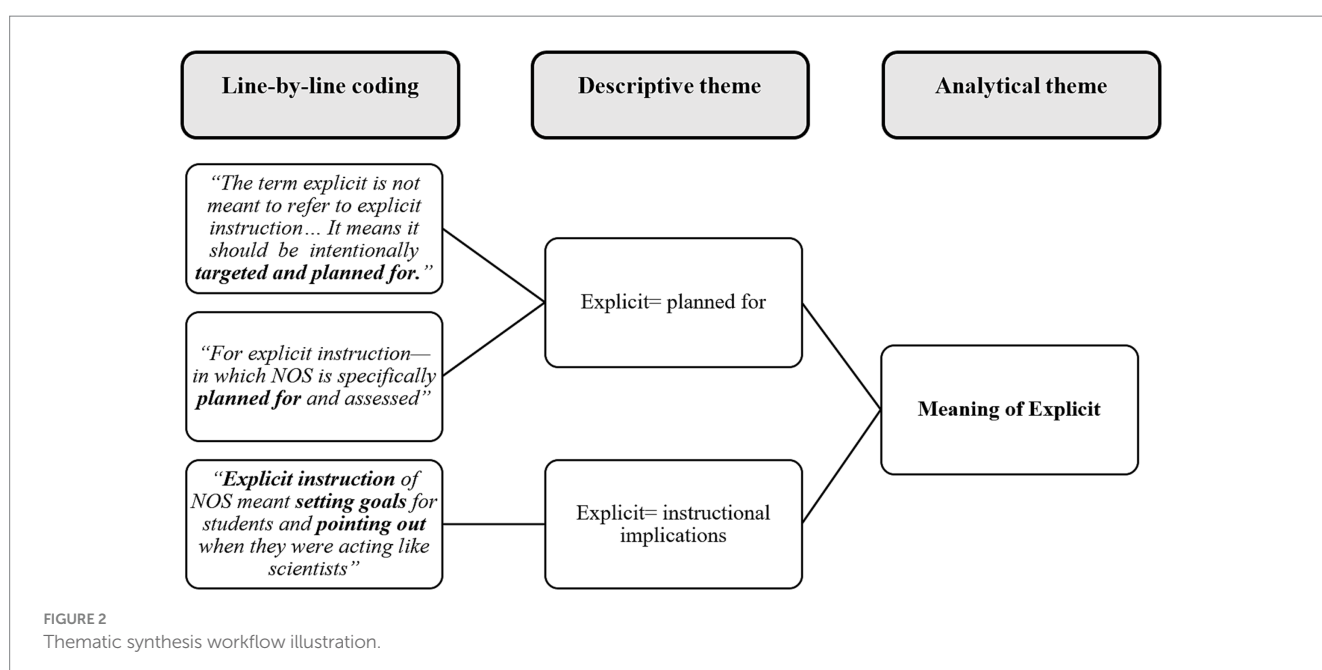 Line-by-line coding
Descriptive theme
Analytical theme
“The term explicit is not
meant to refer to explicit
instruction… It means it
should be intentionally
targeted and planned for.”
“For explicit instruction—
in which NOS is specifically
planned for and assessed”
“Explicit instruction of
NOS meant setting goals for
students and pointing out
when they were acting like
scientists”
Explicit= planned for
Explicit= instructional
implications
Meaning of Explicit
FIGURE 2
Thematic synthesis workflow illustration.